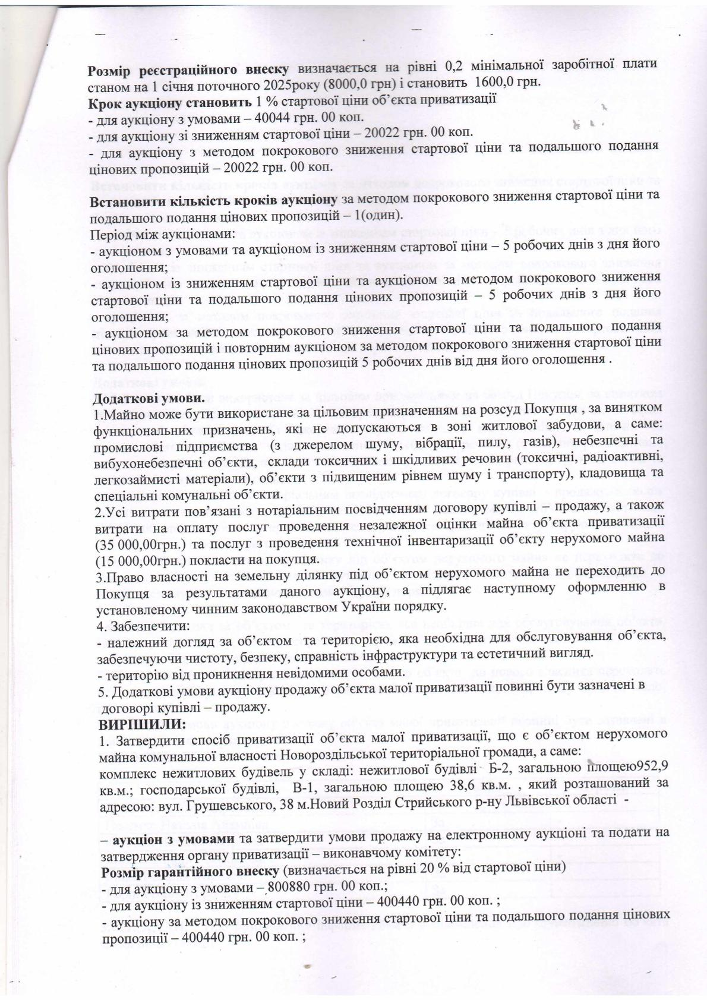 Розмір реєстраційного внеску визначається на рівні 0,2 мінімальної заробітної плати
станом на 1 січня поточного 2025року (8000,0 грн) і становить 1600,0 грн.
Крок аукціону становить 1 % стартової ціни об’єкта приватизації
- для аукціону з умовами – 40044 грн. 00 коп.
- для аукціону зі зниженням стартової ціни – 20022 грн. 00 коп.
- для аукціону з методом покрокового зниження стартової ціни та подальшого подання
цінових пропозицій – 20022 грн. 00 коп.
Встановити кількість кроків аукціону за методом покрокового зниження стартової ціни та
подальшого подання цінових пропозицій – 1(один).
Період між аукціонами:
- аукціоном з умовами та аукціоном із зниженням стартової ціни – 5 робочих днів з дня його
оголошення;
- аукціоном із зниженням стартової ціни та аукціоном за методом покрокового зниження
стартової ціни та подальшого подання цінових пропозицій – 5 робочих днів з дня його
оголошення;
- аукціоном за методом покрокового зниження стартової ціни та подальшого подання
цінових пропозицій і повторним аукціоном за методом покрокового зниження стартової ціни
та подальшого подання цінових пропозицій 5 робочих днів від дня його оголошення .
Додаткові умови.
1.Майно може бути використане за цільовим призначенням на розсуд Покупця , за винятком
функціональних призначень, які не допускаються в зоні житлової забудови, а саме:
промислові підприємства (з джерелом шуму, вібрації, пилу, газів), небезпечні та
вибухонебезпечні об’єкти, склади токсичних і шкідливих речовин (токсичні, радіоактивні,
легкозаймисті матеріали), об’єкти з підвищеним рівнем шуму і транспорту), кладовища та
спеціальні комунальні об’єкти.
2.Усі витрати пов’язані з нотаріальним посвідченням договору купівлі – продажу, а також
витрати на оплату послуг проведення незалежної оцінки майна об’єкта приватизації
(35 000,00грн.) та послуг з проведення технічної інвентаризації об’єкту нерухомого майна
(15 000,00грн.) покласти на покупця.
3.Право власності на земельну ділянку під об’єктом нерухомого майна не переходить до
Покупця за результатами даного аукціону, а підлягає наступному оформленню в
установленому чинним законодавством України порядку.
4. Забезпечити:
- належний догляд за об’єктом та територією, яка необхідна для обслуговування об’єкта,
забезпечуючи чистоту, безпеку, справність інфраструктури та естетичний вигляд.
- територію від проникнення невідомими особами.
5. Додаткові умови аукціону продажу об’єкта малої приватизації повинні бути зазначені в
договорі купівлі – продажу.
ВИРІШИЛИ:
1. Затвердити спосіб приватизації об’єкта малої приватизації, що є об’єктом нерухомого
майна комунальної власності Новороздільської територіальної громади, а саме:
комплекс нежитлових будівель у складі: нежитлової будівлі Б-2, загальною площею952,9
кв.м.; господарської будівлі, В-1, загальною площею 38,6 кв.м. , який розташований за
адресою: вул. Грушевського, 38 м.Новий Розділ Стрийського р-ну Львівської області -
– аукціон з умовами та затвердити умови продажу на електронному аукціоні та подати на
затвердження органу приватизації – виконавчому комітету:
Розмір гарантійного внеску (визначається на рівні 20 % від стартової ціни)
- для аукціону з умовами – 800880 грн. 00 коп.;
- для аукціону із зниженням стартової ціни – 400440 грн. 00 коп. ;
- аукціону за методом покрокового зниження стартової ціни та подальшого подання цінових
пропозиції – 400440 грн. 00 коп. ;